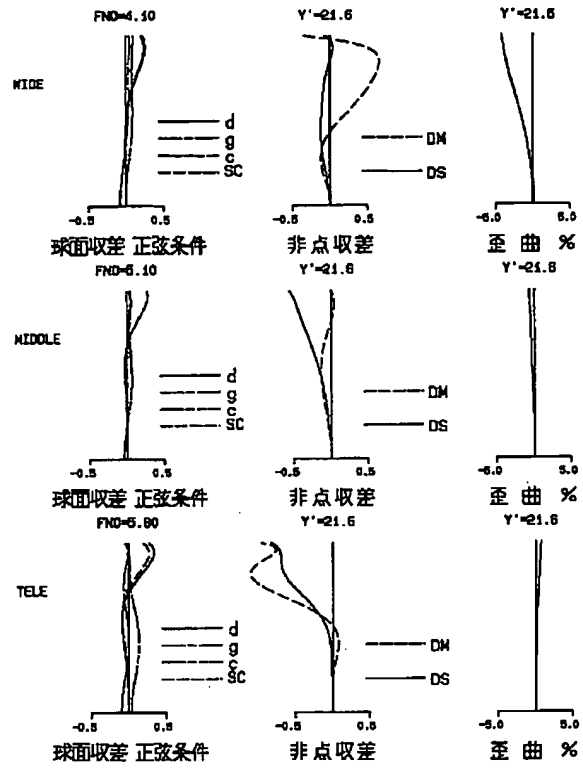 FNO=4.10 Y'=21.6 Y'=21.6
WIDE
d
g
c
SC
DM
DS
-0.5 0.5 -0.5 0.5 -5.0 5.0
球面収差 正弦条件 非点収差 歪 曲 %
FNO=5.10 Y'=21.6 Y'=21.6
MIDDLE
d
g
c
SC
DM
DS
-0.5 0.5 -0.5 0.5 -5.0 5.0
球面収差 正弦条件 非点収差 歪 曲 %
FNO=5.80 Y'=21.6 Y'=21.6
TELE
d
g
c
SC
DM
DS
-0.5 0.5 -0.5 0.5 -5.0 5.0
球面収差 正弦条件 非点収差 歪 曲 %